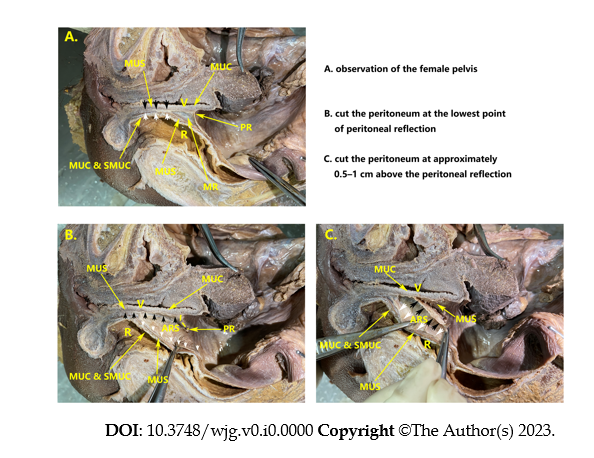 A.
MUS
MUC
V
PR
R
MUC & SMUC
MUS
MR
A. observation of the female pelvis
B. cut the peritoneum at the lowest point
of peritoneal reflection
C. cut the peritoneum at approximately
0.5–1 cm above the peritoneal reflection
B.
MUS
MUC
V
ARS
PR
R
MUC & SMUC
MUS
C.
MUC
V
ARS
MUS
MUC & SMUC
R
MUS
DOI: 10.3748/wjg.v0.i0.0000 Copyright ©The Author(s) 2023.